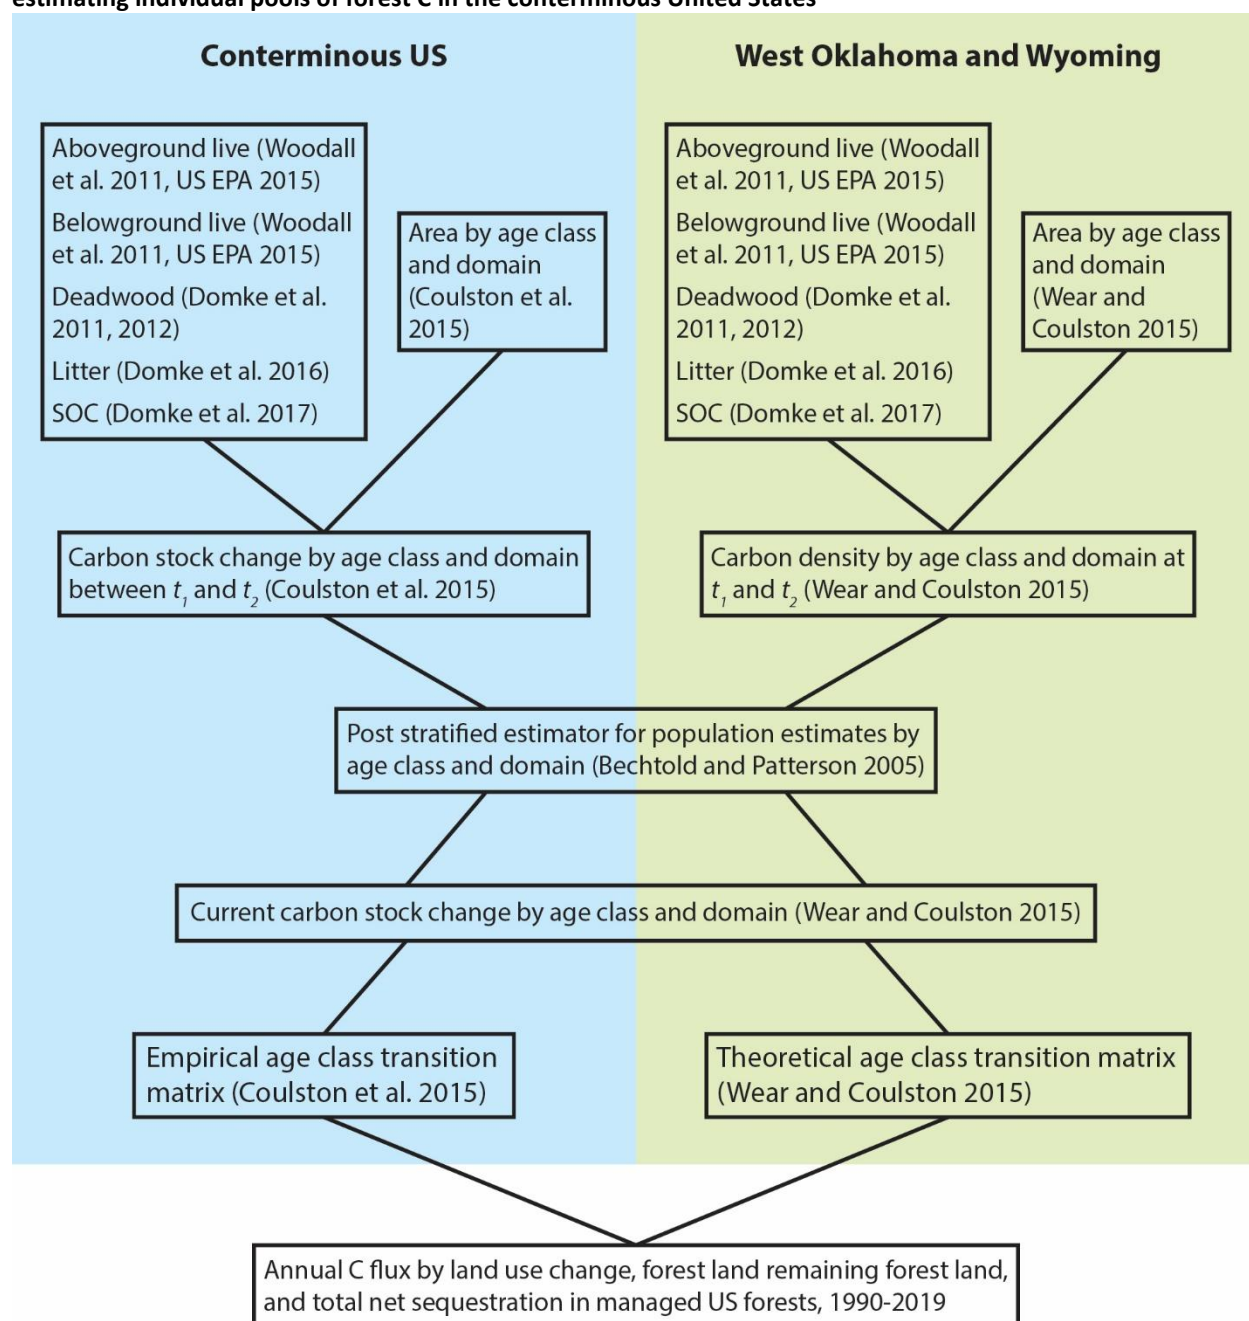 estimating individual pools of forest C in the conterminous United States
Conterminous US
Aboveground live (Woodall
et al. 2011, US EPA 2015)
Belowground live (Woodall
et al. 2011, US EPA 2015)
Deadwood (Domke et al.
2011, 2012)
Litter (Domke et al. 2016)
SOC (Domke et al. 2017)
Area by age class
and domain
(Coulston et al.
2015)
Carbon stock change by age class and domain
between t1 and t2 (Coulston et al. 2015)
West Oklahoma and Wyoming
Aboveground live (Woodall
et al. 2011, US EPA 2015)
Belowground live (Woodall
et al. 2011, US EPA 2015)
Deadwood (Domke et al.
2011, 2012)
Litter (Domke et al. 2016)
SOC (Domke et al. 2017)
Area by age class
and domain
(Wear and
Coulston 2015)
Carbon density by age class and domain at
t1 and t2 (Wear and Coulston 2015)
Post stratified estimator for population estimates by
age class and domain (Bechtold and Patterson 2005)
Current carbon stock change by age class and domain (Wear and Coulston 2015)
Empirical age class transition
matrix (Coulston et al. 2015)
Theoretical age class transition matrix
(Wear and Coulston 2015)
Annual C flux by land use change, forest land remaining forest land,
and total net sequestration in managed US forests, 1990-2019